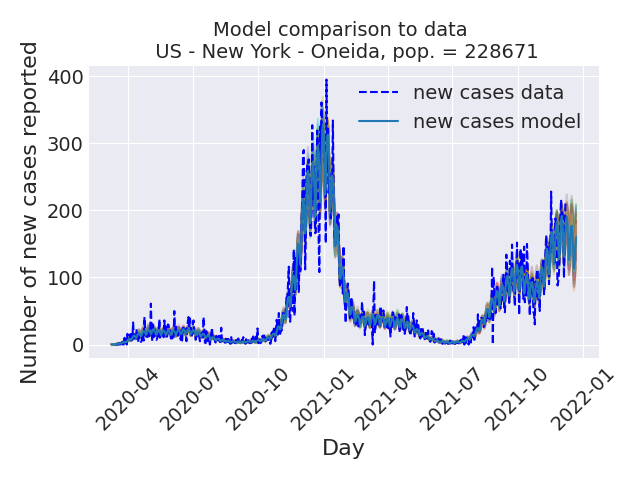 Model comparison to data
US - New York - Oneida, pop. = 228671
Number of new cases reported
400
300
200
100
0
new cases data
new cases model
2020-04
2020-07
2020-10
2021-01
2021-04
2021-07
2021-10
2022-01
Day